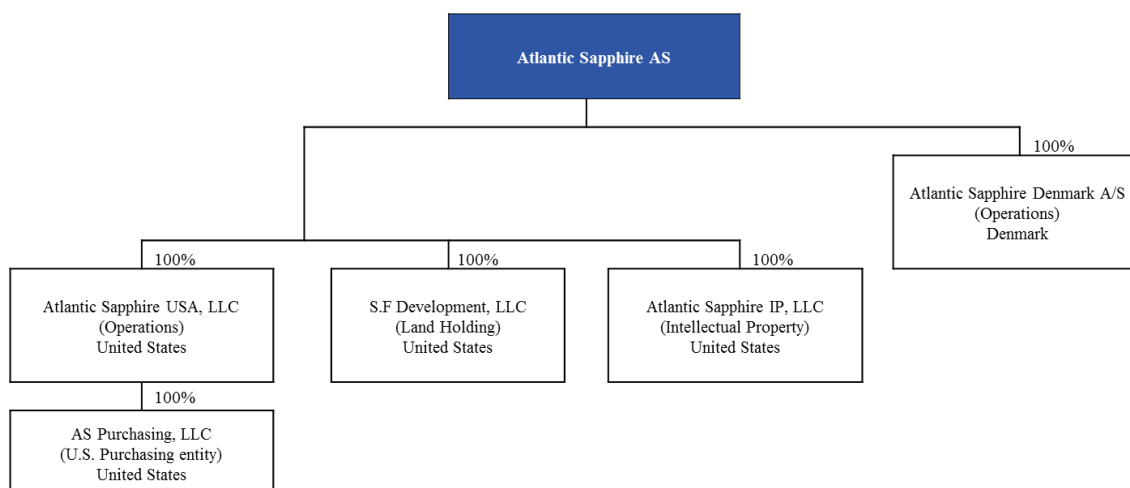 Atlantic Sapphire AS
100%
Atlantic Sapphire Denmark A/S
(Operations)
Denmark
100%
100%
100%
Atlantic Sapphire USA, LLC
(Operations)
United States
S.F Development, LLC
(Land Holding)
United States
Atlantic Sapphire IP, LLC
(Intellectual Property)
United States
100%
AS Purchasing, LLC
(U.S. Purchasing entity)
United States